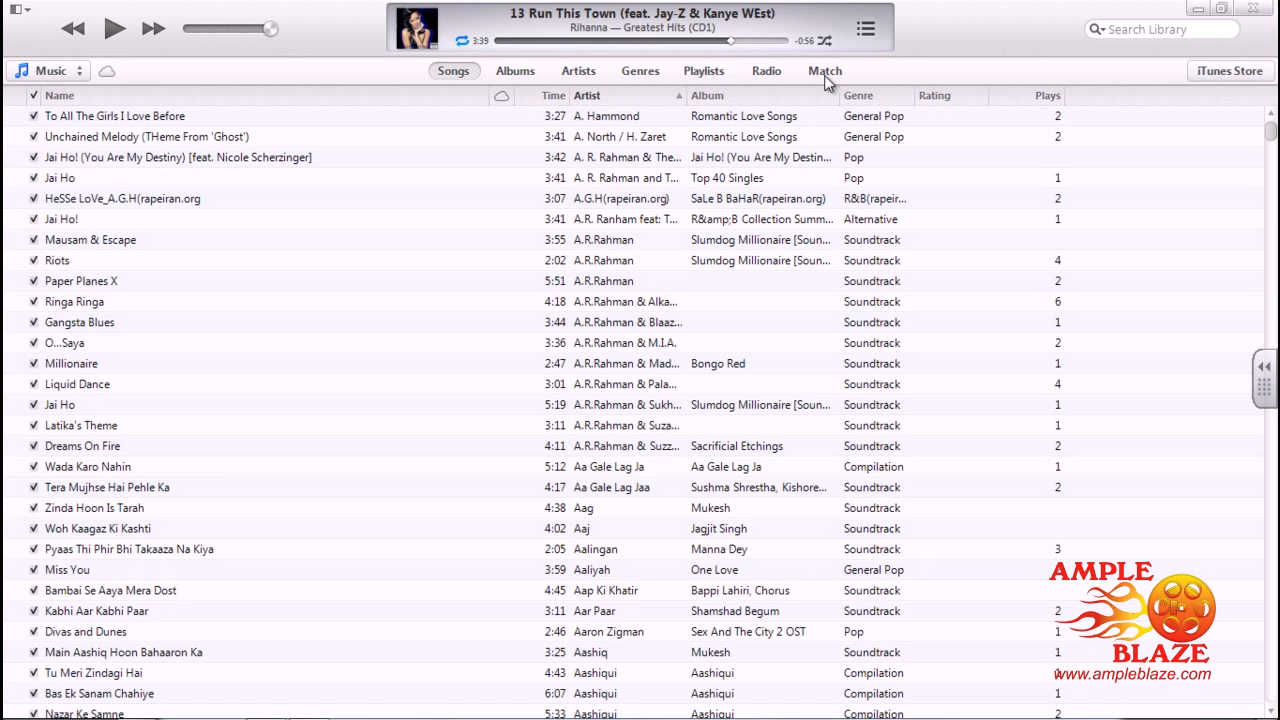 13 Run This Town (feat. Jay-Z & Kanye WEst)
Rihanna — Greatest Hits (CD1)
3:39 -0:56
Search Library
Music Songs Albums Artists Genres Playlists Radio Match iTunes Store
Name Time Artist Album Genre Rating Plays
To All The Girls I Love Before 3:27 A. Hammond Romantic Love Songs General Pop 2
Unchained Melody (THeme From 'Ghost') 3:41 A. North / H. Zaret Romantic Love Songs General Pop 2
Jai Ho! (You Are My Destiny) [feat. Nicole Scherzinger] 3:42 A. R. Rahman & The... Jai Ho! (You Are My Destin... Pop
Jai Ho 3:41 A. R. Rahman and T... Top 40 Singles Pop 1
HeSSe LoVe_A.G.H(rapeiran.org 3:07 A.G.H(rapeiran.org) SaLe B BaHaR(rapeiran.org) R&B(rapeir... 2
Jai Ho! 3:41 A.R. Ranham feat: T... R&amp;B Collection Summ... Alternative 1
Mausam & Escape 3:55 A.R.Rahman Slumdog Millionaire [Soun... Soundtrack
Riots 2:02 A.R.Rahman Slumdog Millionaire [Soun... Soundtrack 4
Paper Planes X 5:51 A.R.Rahman Soundtrack 2
Ringa Ringa 4:18 A.R.Rahman & Alka... Soundtrack 6
Gangsta Blues 3:44 A.R.Rahman & Blaaz... Soundtrack 1
O...Saya 3:36 A.R.Rahman & M.I.A. Soundtrack 2
Millionaire 2:47 A.R.Rahman & Mad... Bongo Red Soundtrack 1
Liquid Dance 3:01 A.R.Rahman & Pala... Soundtrack 4
Jai Ho 5:19 A.R.Rahman & Sukh... Slumdog Millionaire [Soun... Soundtrack 1
Latika's Theme 3:11 A.R.Rahman & Suza... Soundtrack 1
Dreams On Fire 4:11 A.R.Rahman & Suzz... Sacrificial Etchings Soundtrack 2
Wada Karo Nahin 5:12 Aa Gale Lag Ja Aa Gale Lag Ja Compilation 1
Tera Mujhse Hai Pehle Ka 4:17 Aa Gale Lag Jaa Sushma Shrestha, Kishore... Soundtrack 2
Zinda Hoon Is Tarah 4:38 Aag Mukesh Soundtrack
Woh Kaagaz Ki Kashti 4:02 Aaj Jagjit Singh Soundtrack
Pyaas Thi Phir Bhi Takaaza Na Kiya 2:05 Aalingan Manna Dey Soundtrack 3
Miss You 3:59 Aaliyah One Love General Pop
Bambai Se Aaya Mera Dost 4:45 Aap Ki Khatir Bappi Lahiri, Chorus Soundtrack
Kabhi Aar Kabhi Paar 3:11 Aar Paar Shamshad Begum Soundtrack 2
Divas and Dunes 2:46 Aaron Zigman Sex And The City 2 OST Pop 1
Main Aashiq Hoon Bahaaron Ka 3:25 Aashiq Mukesh Soundtrack 1
Tu Meri Zindagi Hai 4:43 Aashiqui Aashiqui Compilation 1
Bas Ek Sanam Chahiye 6:07 Aashiqui Aashiqui Compilation 1
Nazar Ke Samne 5:33 Aashiqui Aashiqui Compilation 2
AMPLE
BLAZE
www.ampleblaze.com